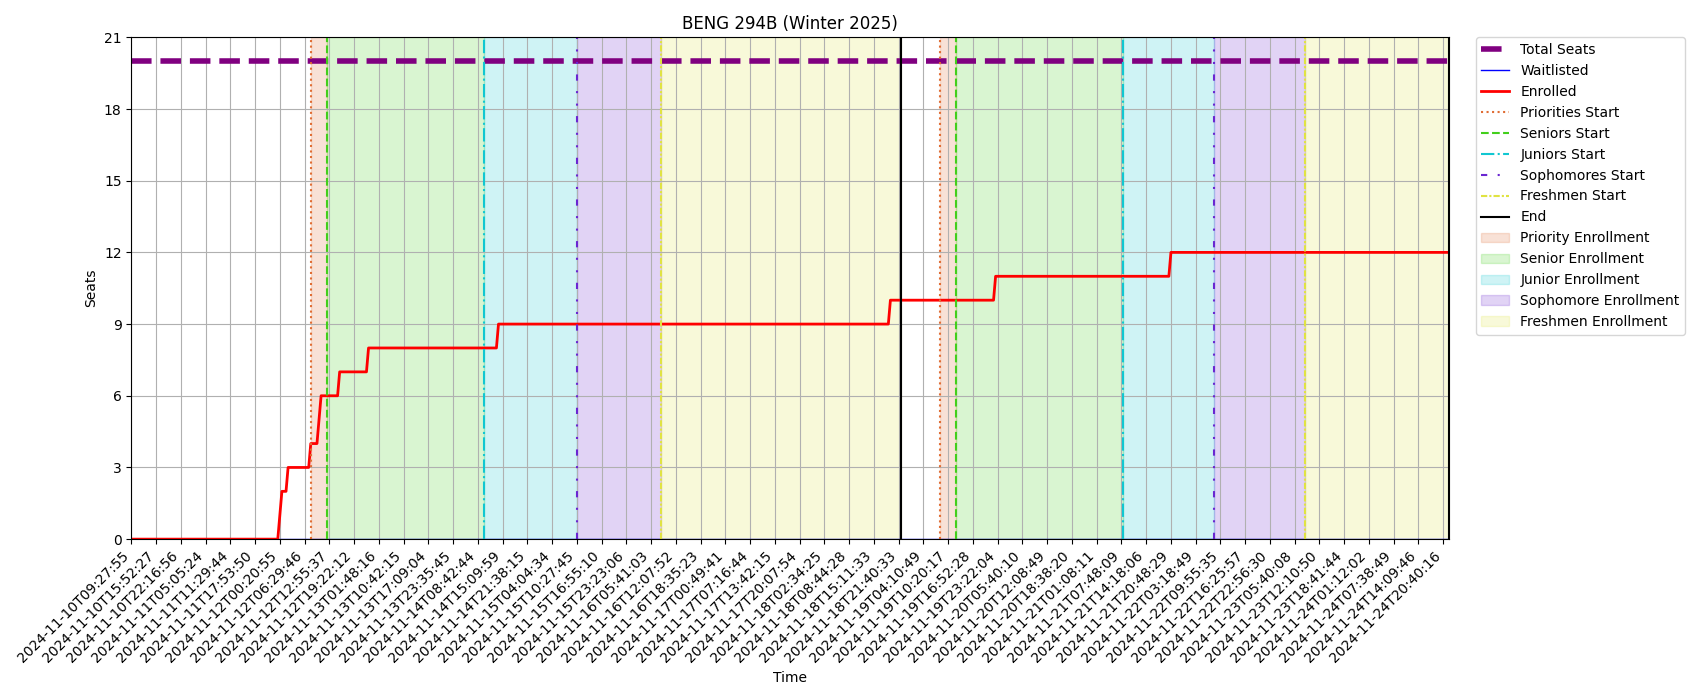 BENG 294B (Winter 2025)
21
18
15
12
9
6
3
0
Seats
2024-11-10T09:27:55
2024-11-10T15:52:27
2024-11-10T22:16:56
2024-11-11T05:05:24
2024-11-11T11:29:44
2024-11-11T17:53:50
2024-11-12T00:20:55
2024-11-12T06:29:46
2024-11-12T12:55:37
2024-11-12T19:22:12
2024-11-13T01:48:16
2024-11-13T10:42:15
2024-11-13T17:09:04
2024-11-13T23:35:45
2024-11-14T08:42:44
2024-11-14T15:09:59
2024-11-14T21:38:15
2024-11-15T04:04:34
2024-11-15T10:27:45
2024-11-15T16:55:10
2024-11-15T23:23:06
2024-11-16T05:41:03
2024-11-16T12:07:52
2024-11-16T18:35:23
2024-11-17T00:49:41
2024-11-17T07:16:44
2024-11-17T13:42:15
2024-11-17T20:07:54
2024-11-18T02:34:25
2024-11-18T08:44:28
2024-11-18T15:11:33
2024-11-18T21:40:33
2024-11-19T04:10:49
2024-11-19T10:20:17
2024-11-19T16:52:28
2024-11-19T23:22:04
2024-11-20T05:40:10
2024-11-20T12:08:49
2024-11-20T18:38:20
2024-11-21T01:08:11
2024-11-21T07:48:09
2024-11-21T14:18:06
2024-11-21T20:48:29
2024-11-22T03:18:49
2024-11-22T09:55:35
2024-11-22T16:25:57
2024-11-22T22:56:30
2024-11-23T05:40:08
2024-11-23T12:10:50
2024-11-23T18:41:44
2024-11-24T01:12:02
2024-11-24T07:38:49
2024-11-24T14:09:46
2024-11-24T20:40:16
Time
Total Seats
Waitlisted
Enrolled
Priorities Start
Seniors Start
Juniors Start
Sophomores Start
Freshmen Start
End
Priority Enrollment
Senior Enrollment
Junior Enrollment
Sophomore Enrollment
Freshmen Enrollment